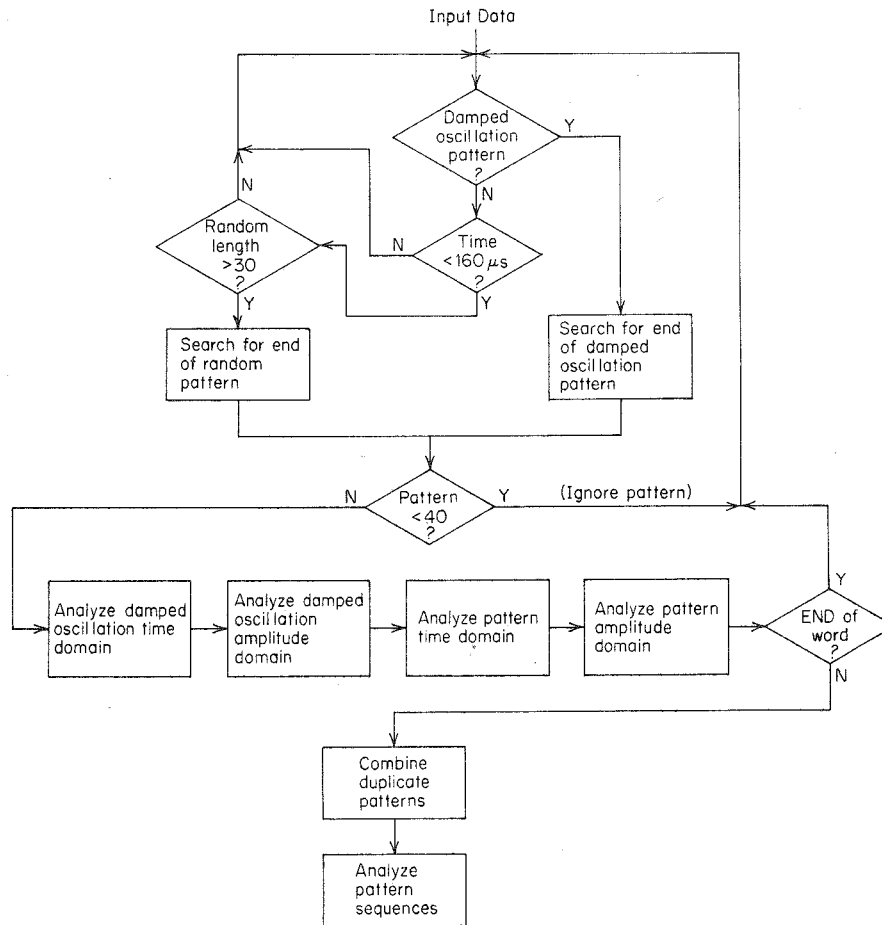 Input Data
Damped
oscillation
pattern
?
Y
N
N
Random
length
>30
?
Y
N
Time
<160 μs
?
Y
Search for end
of random
pattern
Search for end
of damped
oscillation
pattern
N
Pattern
<40
?
Y
(Ignore pattern)
Analyze damped
oscillation time
domain
Analyze damped
oscillation
amplitude
domain
Analyze pattern
time domain
Analyze pattern
amplitude
domain
Y
END of
word
?
N
Combine
duplicate
patterns
Analyze
pattern
sequences